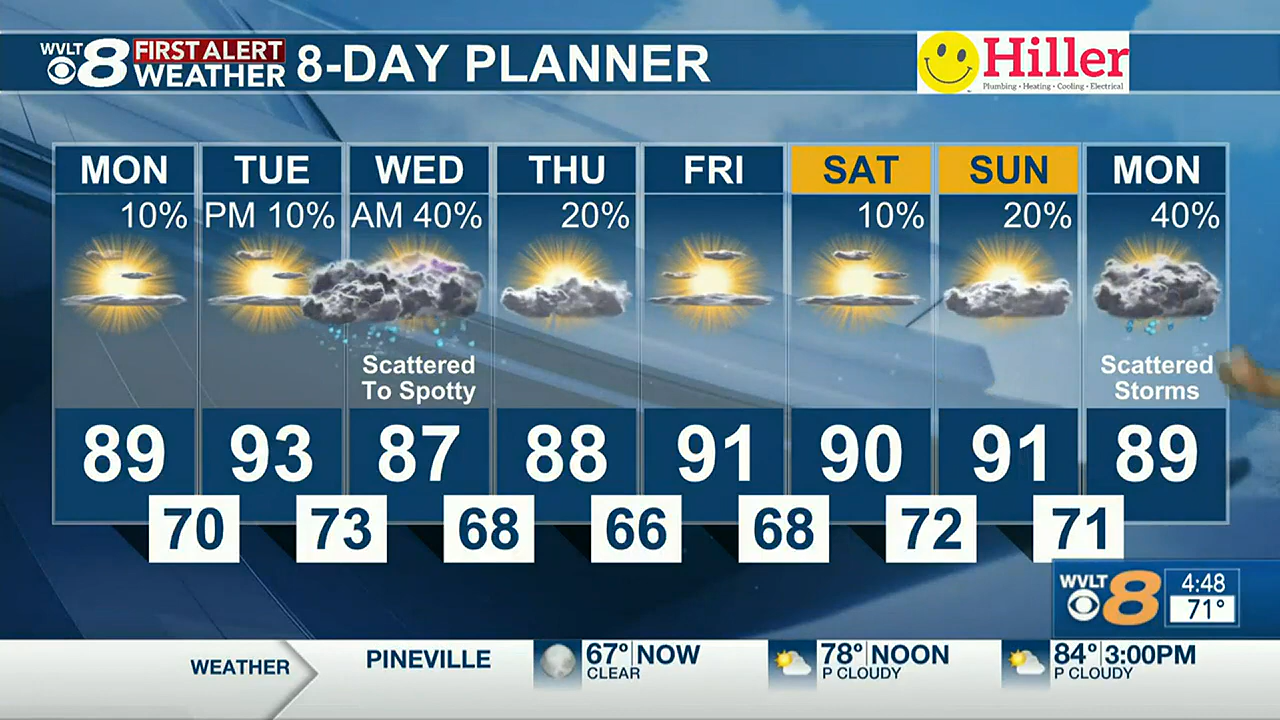 WVLT 8 FIRST ALERT WEATHER 8-DAY PLANNER
Hiller
Plumbing • Heating • Cooling • Electrical
MON TUE WED THU FRI SAT SUN MON
10% PM 10% AM 40% 20% 10% 20% 40%
Scattered To Spotty
Scattered Storms
89 93 87 88 91 90 91 89
70 73 68 66 68 72 71
WVLT 8 4:48
71°
WEATHER PINEVILLE 67° NOW 78° NOON 84° 3:00PM
CLEAR P CLOUDY P CLOUDY